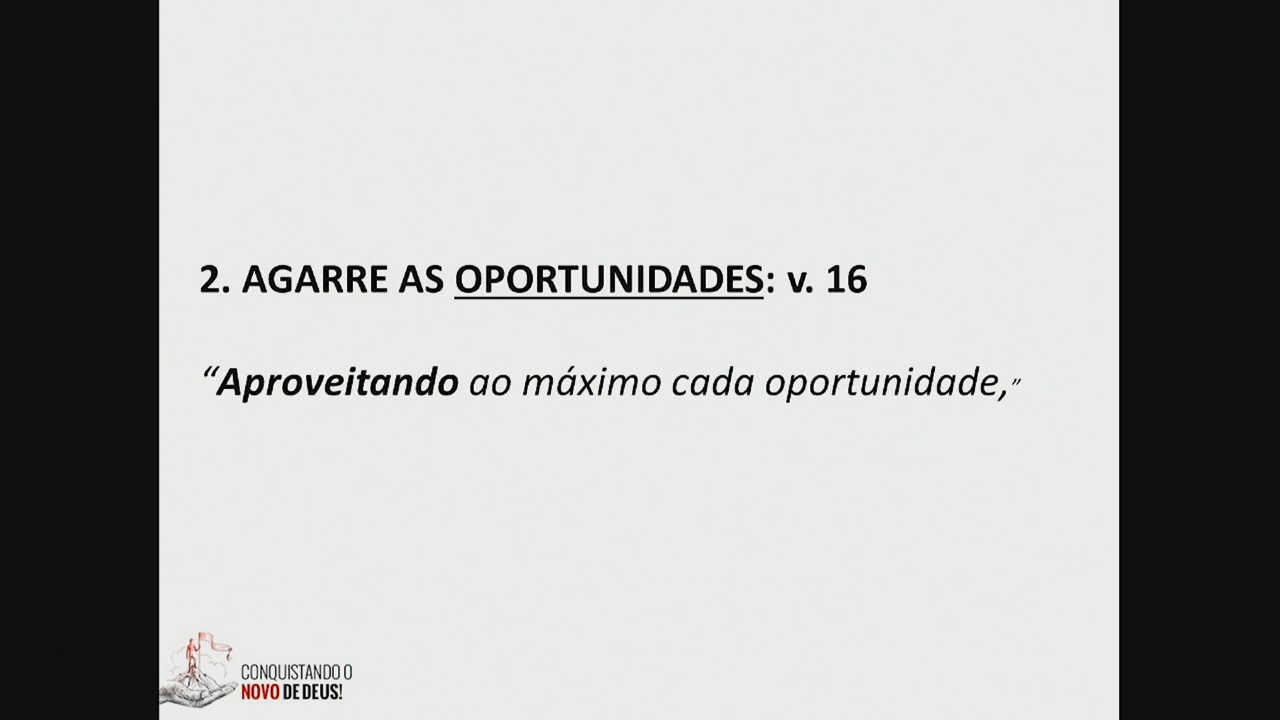 2. AGARRE AS OPORTUNIDADES: v. 16
“Aproveitando ao máximo cada oportunidade,”
CONQUISTANDO O
NOVO DE DEUS!